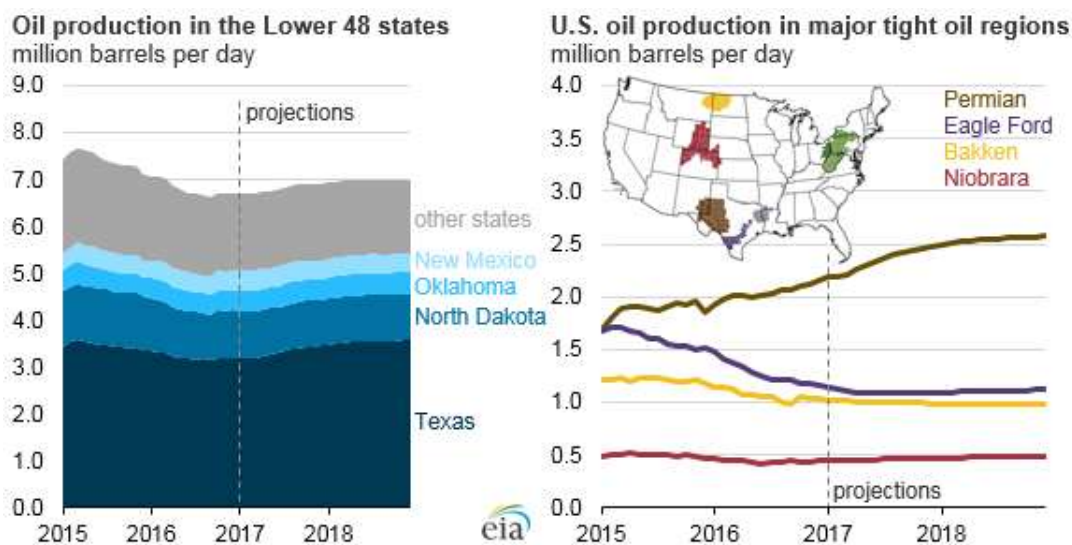 Oil production in the Lower 48 states
million barrels per day
9.0
8.0
7.0
6.0
5.0
4.0
3.0
2.0
1.0
0.0
projections
other states
New Mexico
Oklahoma
North Dakota
Texas
2015 2016 2017 2018
eia
U.S. oil production in major tight oil regions
million barrels per day
4.0
3.5
3.0
2.5
2.0
1.5
1.0
0.5
0.0
Permian
Eagle Ford
Bakken
Niobrara
projections
2015 2016 2017 2018